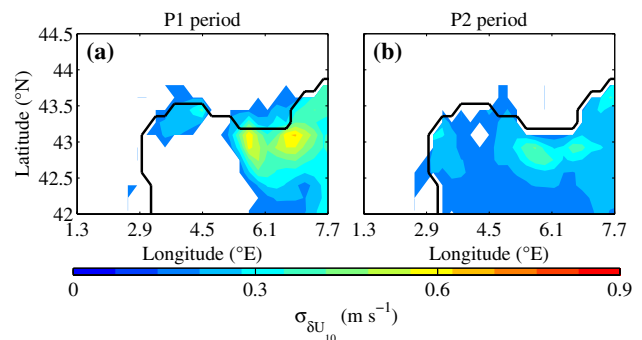 P1 period
P2 period
44.5
44
43.5
43
42.5
42
Latitude (°N)
(a)
(b)
1.3 2.9 4.5 6.1 7.7
1.3 2.9 4.5 6.1 7.7
Longitude (°E)
Longitude (°E)
0 0.3 0.6 0.9
σδU10 (m s−1)